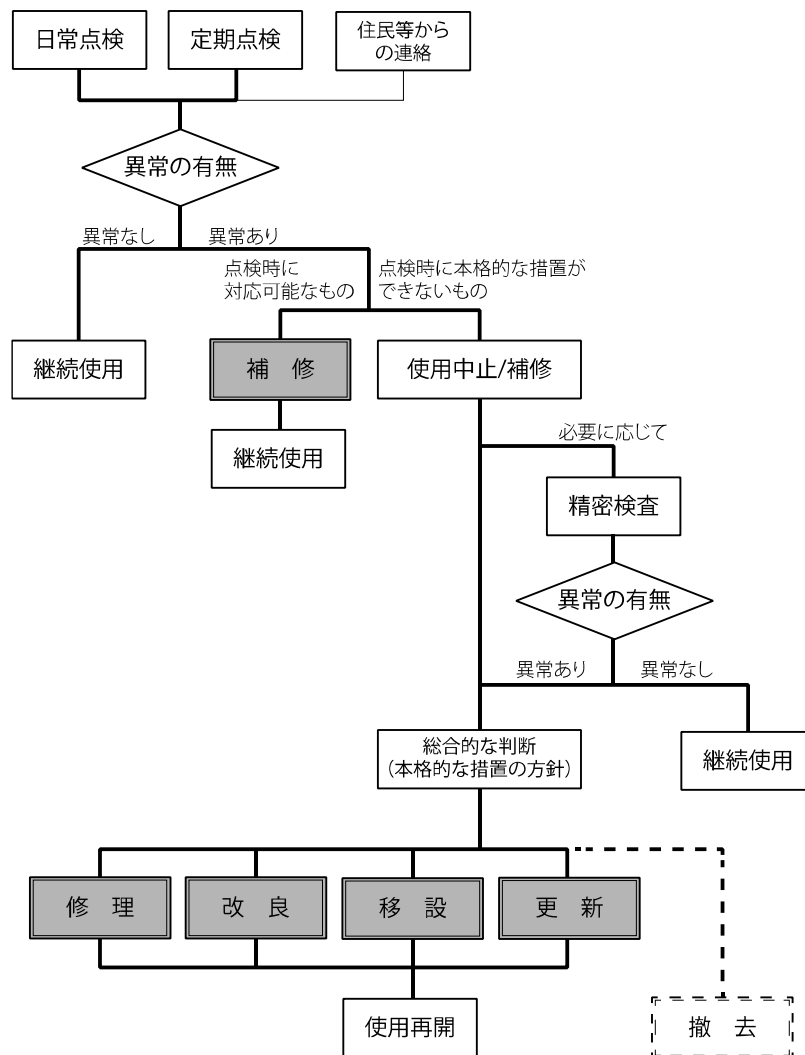 日常点検
定期点検
住民等から
の連絡
異常の有無
異常なし
異常あり
点検時に
対応可能なもの
点検時に本格的な措置が
できないもの
継続使用
補　修
使用中止/補修
継続使用
必要に応じて
精密検査
異常の有無
異常あり
異常なし
総合的な判断
（本格的な措置の方針）
継続使用
修　理
改　良
移　設
更　新
使用再開
撤　去